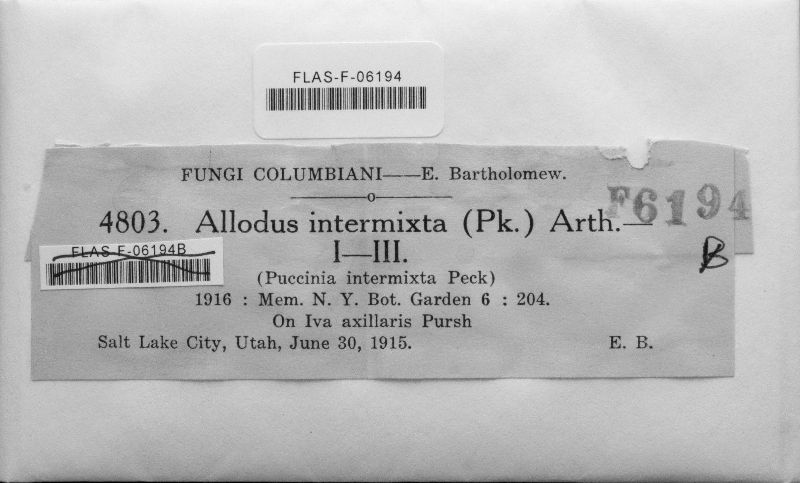 FLAS-F-06194
FUNGI COLUMBIANI——E. Bartholomew.
F6194
4803. Allodus intermixta (Pk.) Arth.—
I—III.
B
FLAS-F-06194B
(Puccinia intermixta Peck)
1916 : Mem. N. Y. Bot. Garden 6 : 204.
On Iva axillaris Pursh
Salt Lake City, Utah, June 30, 1915. E. B.